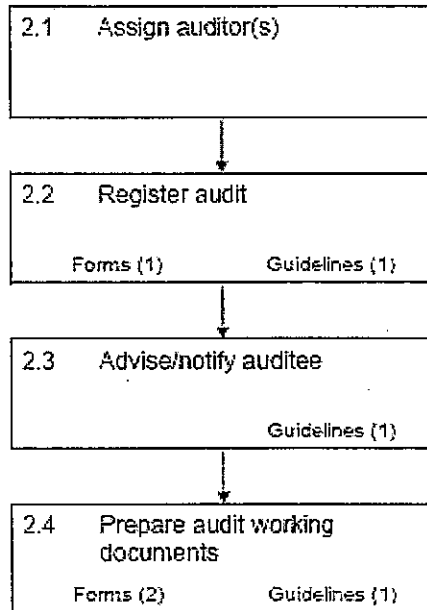 2.1 Assign auditor(s)
2.2 Register audit
Forms (1) Guidelines (1)
2.3 Advise/notify auditee
Guidelines (1)
2.4 Prepare audit working
documents
Forms (2) Guidelines (1)